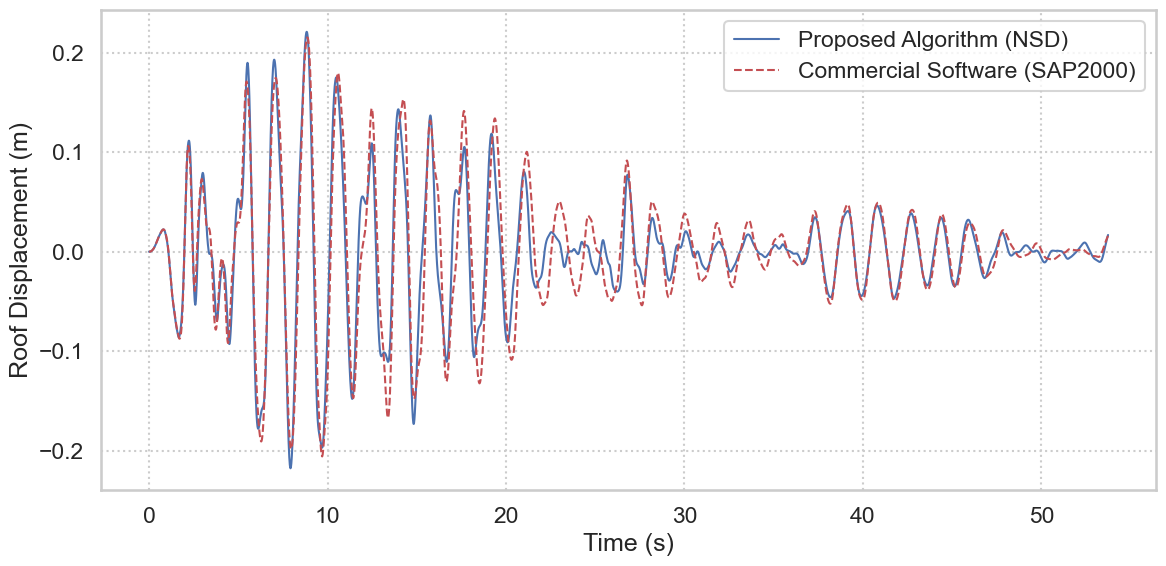 Proposed Algorithm (NSD)
Commercial Software (SAP2000)
Roof Displacement (m)
0.2
0.1
0.0
−0.1
−0.2
0 10 20 30 40 50
Time (s)